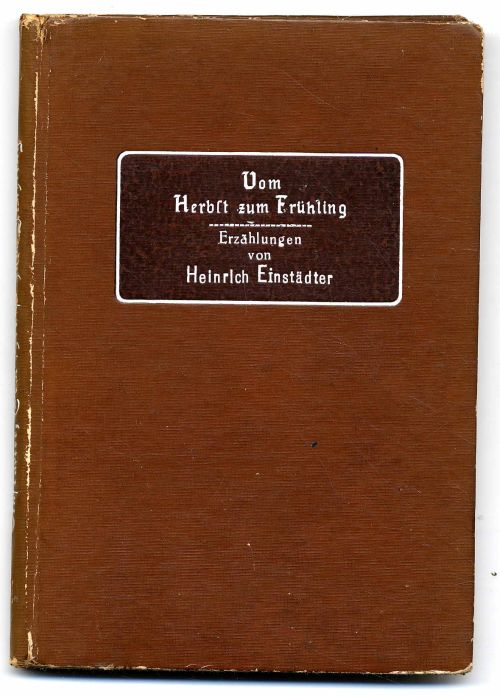 Vom
Herbſt zum Frühling
Erzählungen
von
Heinrich Einstädter